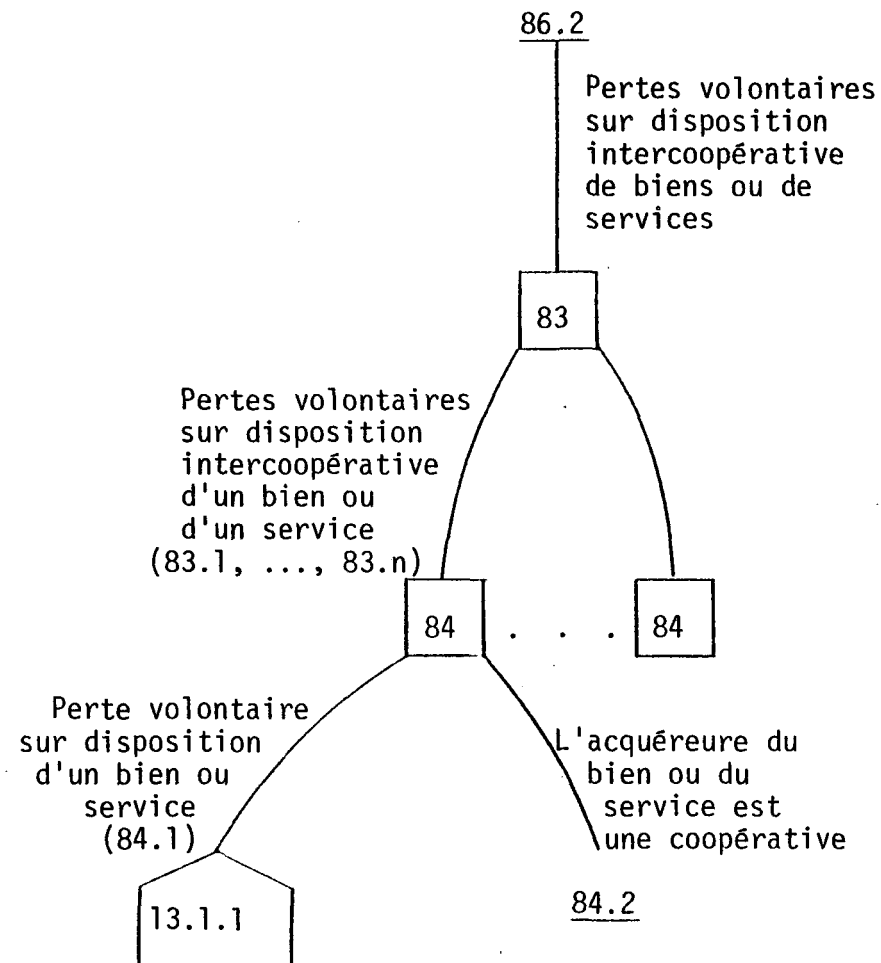 86.2
Pertes volontaires
sur disposition
intercoopérative
de biens ou de
services
83
Pertes volontaires
sur disposition
intercoopérative
d'un bien ou
d'un service
(83.1, ..., 83.n)
84 . . . 84
Perte volontaire
sur disposition
d'un bien ou
service
(84.1)
L'acquéreure du
bien ou du
service est
une coopérative
13.1.1
84.2